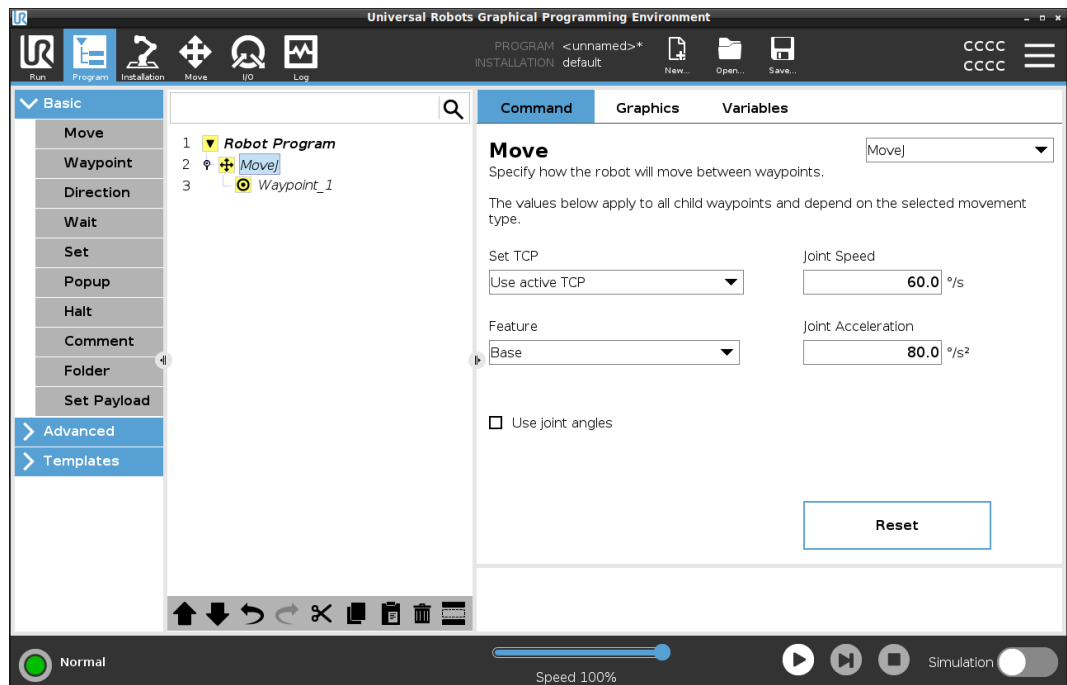 Universal Robots Graphical Programming Environment
UR
Run
Program
Installation
Move
I/O
Log
PROGRAM <unnamed>*
INSTALLATION default
New...
Open...
Save...
CCCC
CCCC
Basic
Move
Waypoint
Direction
Wait
Set
Popup
Halt
Comment
Folder
Set Payload
Advanced
Templates
1 Robot Program
2 MoveJ
3 Waypoint_1
Command Graphics Variables
Move
MoveJ
Specify how the robot will move between waypoints.
The values below apply to all child waypoints and depend on the selected movement
type.
Set TCP
Joint Speed
Use active TCP
60.0 °/s
Feature
Joint Acceleration
Base
80.0 °/s²
Use joint angles
Reset
Normal
Speed 100%
Simulation